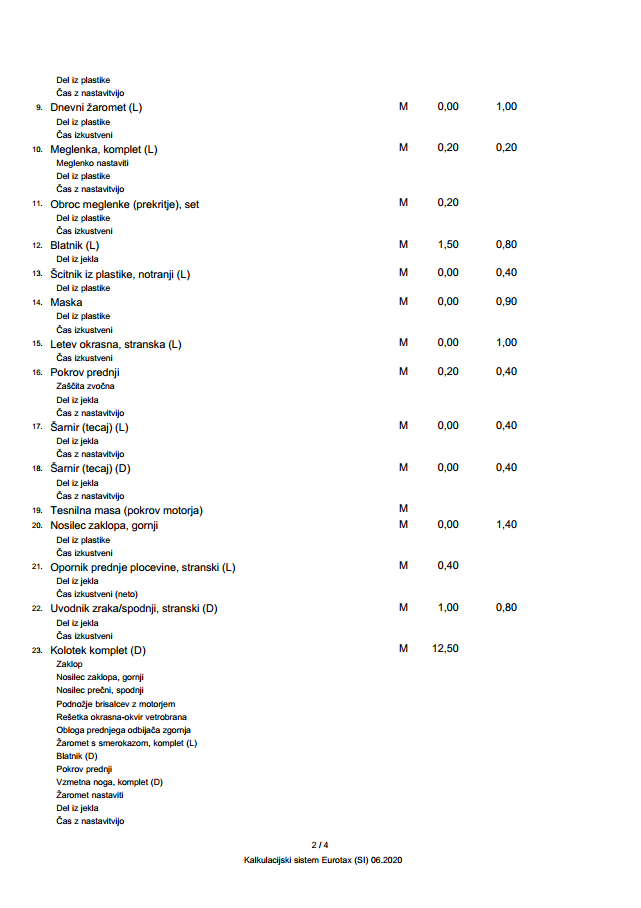 Del iz plastike
Čas z nastavitvijo
9. Dnevni žaromet (L) M 0,00 1,00
Del iz plastike
Čas izkustveni
10. Meglenka, komplet (L) M 0,20 0,20
Meglenko nastaviti
Del iz plastike
Čas z nastavitvijo
11. Obroc meglenke (prekritje), set M 0,20
Del iz plastike
Čas izkustveni
12. Blatnik (L) M 1,50 0,80
Del iz jekla
13. Ščitnik iz plastike, notranji (L) M 0,00 0,40
Del iz plastike
14. Maska M 0,00 0,90
Del iz plastike
Čas izkustveni
15. Letev okrasna, stranska (L) M 0,00 1,00
Čas izkustveni
16. Pokrov prednji M 0,20 0,40
Zaščita zvočna
Del iz jekla
Čas z nastavitvijo
17. Šarnir (tecaj) (L) M 0,00 0,40
Del iz jekla
Čas z nastavitvijo
18. Šarnir (tecaj) (D) M 0,00 0,40
Del iz jekla
Čas z nastavitvijo
19. Tesnilna masa (pokrov motorja) M
20. Nosilec zaklopa, gornji M 0,00 1,40
Del iz plastike
Čas izkustveni
21. Opornik prednje plocevine, stranski (L) M 0,40
Del iz jekla
Čas izkustveni (neto)
22. Uvodnik zraka/spodnji, stranski (D) M 1,00 0,80
Del iz jekla
Čas izkustveni
23. Kolotek komplet (D) M 12,50
Zaklop
Nosilec zaklopa, gornji
Nosilec prečni, spodnji
Podnožje brisalcev z motorjem
Rešetka okrasna-okvir vetrobrana
Obloga prednjega odbijača zgornja
Žaromet s smerokazom, komplet (L)
Blatnik (D)
Pokrov prednji
Vzmetna noga, komplet (D)
Žaromet nastaviti
Del iz jekla
Čas z nastavitvijo
2 / 4
Kalkulacijski sistem Eurotax (SI) 06.2020